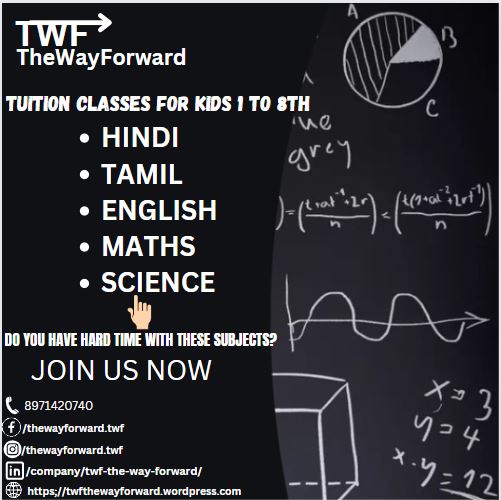 TWF
TheWayForward
TUITION CLASSES FOR KIDS 1 TO 8TH
• HINDI
• TAMIL
• ENGLISH
• MATHS
• SCIENCE
DO YOU HAVE HARD TIME WITH THESE SUBJECTS?
JOIN US NOW
8971420740
/thewayforward.twf
/thewayforward.twf
/company/twf-the-way-forward/
https://twfthewayforward.wordpress.com
A
B
C
grey
x = 3
y = 4
x · y = 12